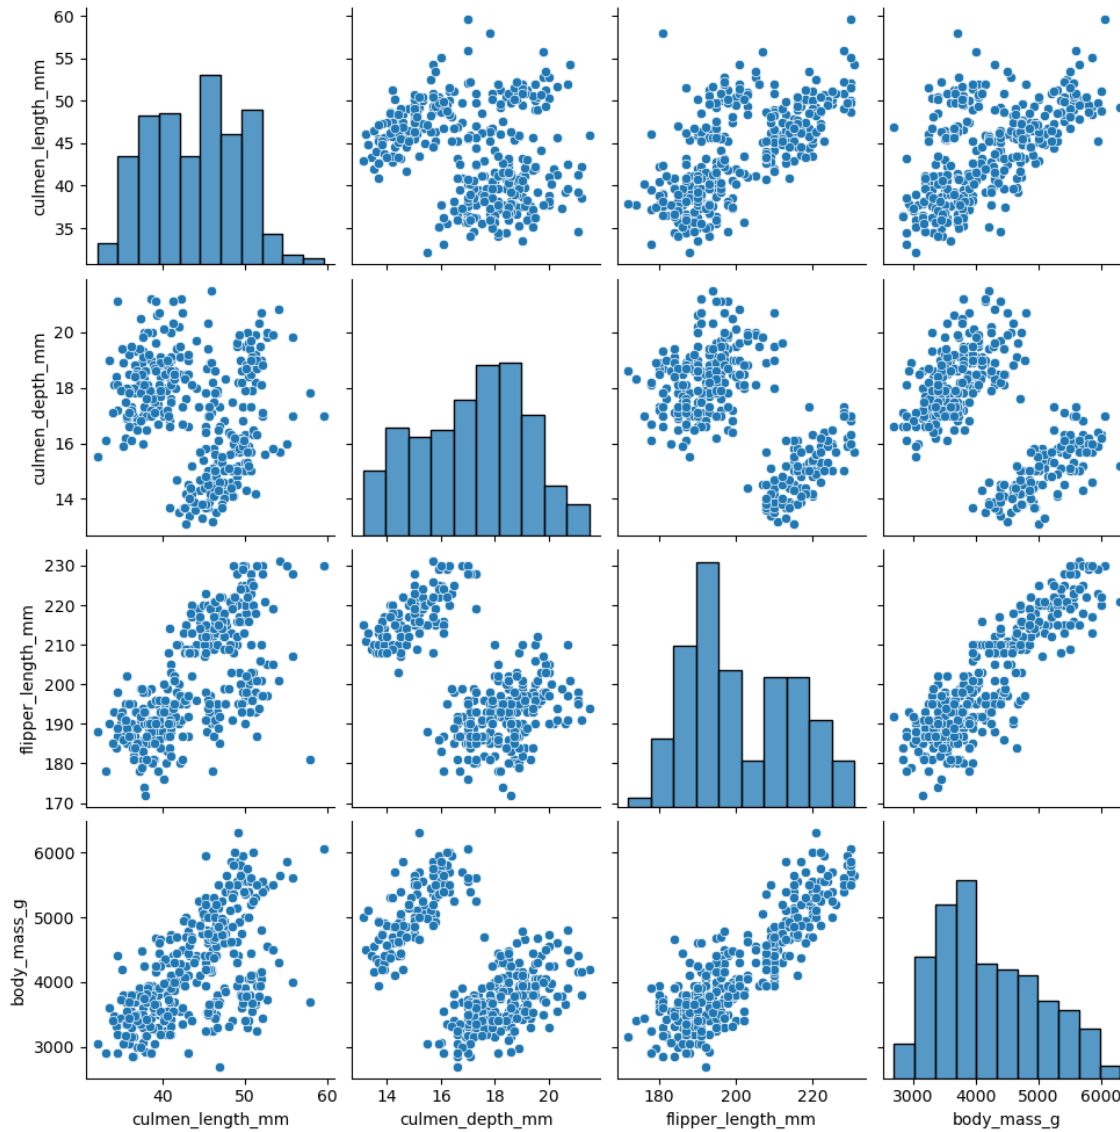 60
55
50
45
40
35
culmen_length_mm
20
18
16
14
culmen_depth_mm
230
220
210
200
190
180
170
flipper_length_mm
6000
5000
4000
3000
body_mass_g
40 50 60
culmen_length_mm
14 16 18 20
culmen_depth_mm
180 200 220
flipper_length_mm
3000 4000 5000 6000
body_mass_g